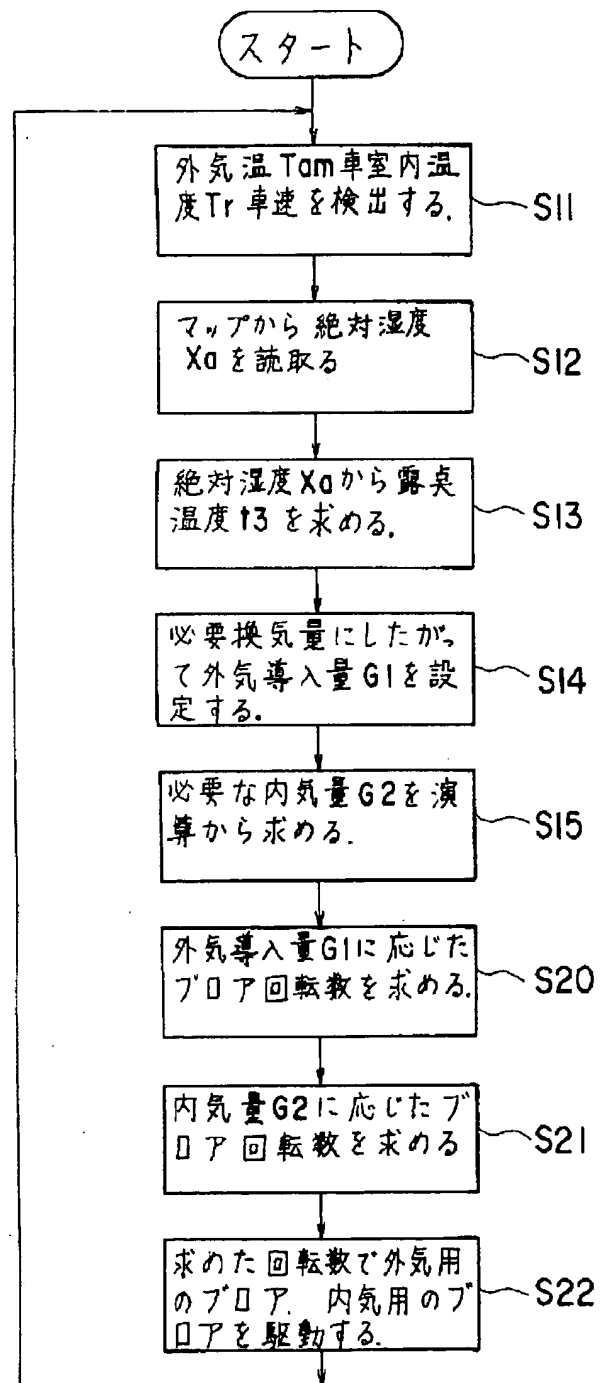 スタート
外気温Tam車室内温
度Tr車速を検出する.
S11
マップから絶対湿度
Xaを読取る
S12
絶対湿度Xaから露点
温度t3を求める.
S13
必要換気量にしたがっ
て外気導入量G1を設
定する.
S14
必要な内気量G2を演
算から求める.
S15
外気導入量G1に応じた
ブロア回転数を求める.
S20
内気量G2に応じたブ
ロア回転数を求める
S21
求めた回転数で外気用
のブロア. 内気用のブ
ロアを駆動する.
S22